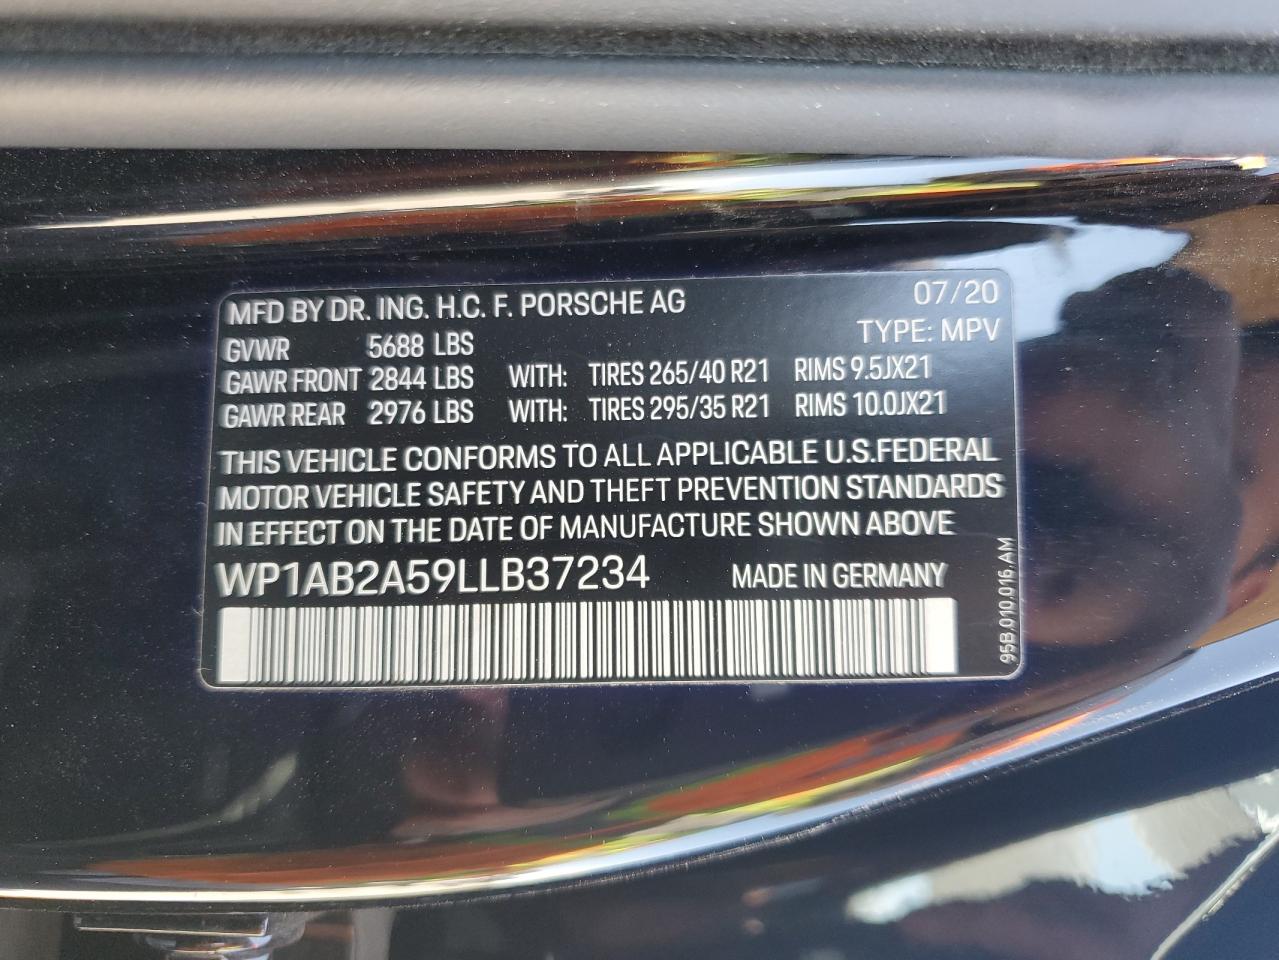 MFD BY DR. ING. H.C. F. PORSCHE AG 07/20
GVWR 5688 LBS TYPE: MPV
GAWR FRONT 2844 LBS WITH: TIRES 265/40 R21 RIMS 9.5JX21
GAWR REAR 2976 LBS WITH: TIRES 295/35 R21 RIMS 10.0JX21
THIS VEHICLE CONFORMS TO ALL APPLICABLE U.S.FEDERAL
MOTOR VEHICLE SAFETY AND THEFT PREVENTION STANDARDS
IN EFFECT ON THE DATE OF MANUFACTURE SHOWN ABOVE
WP1AB2A59LLB37234 MADE IN GERMANY
95B.010.016.AM